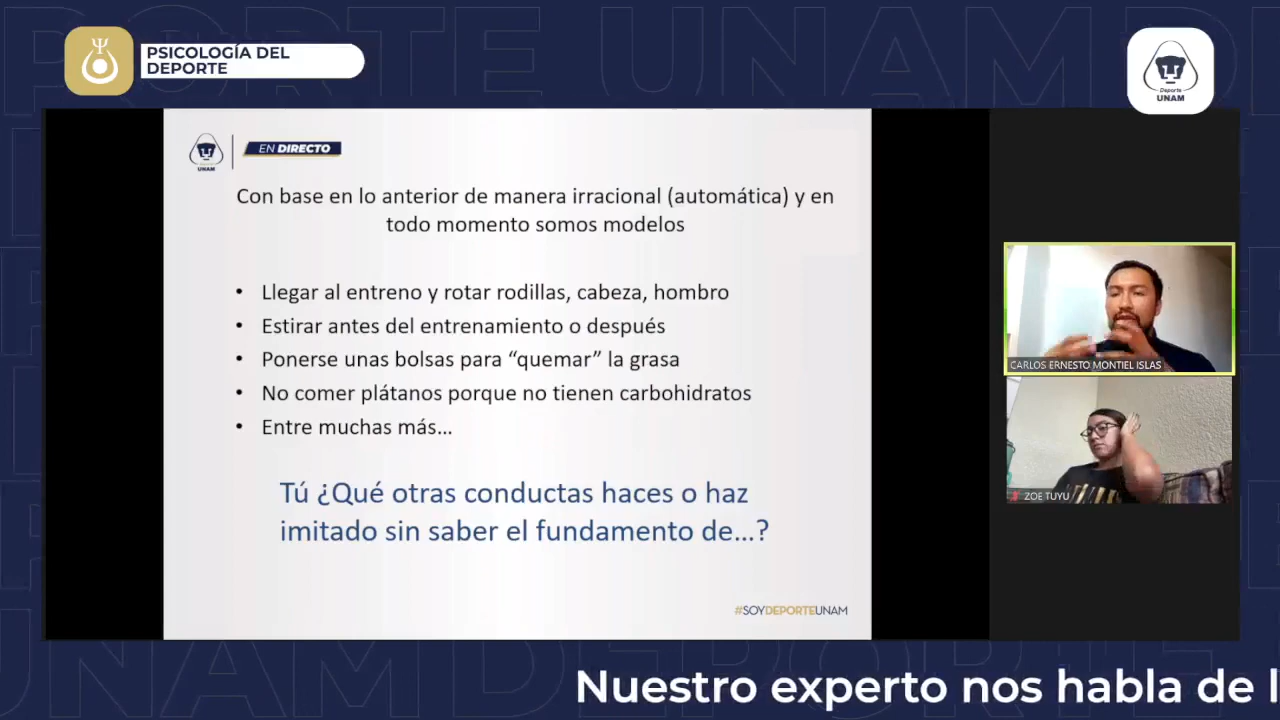 PSICOLOGÍA DEL
DEPORTE
Deporte
UNAM
UNAM
EN DIRECTO
Con base en lo anterior de manera irracional (automática) y en
todo momento somos modelos
• Llegar al entreno y rotar rodillas, cabeza, hombro
• Estirar antes del entrenamiento o después
• Ponerse unas bolsas para “quemar” la grasa
• No comer plátanos porque no tienen carbohidratos
• Entre muchas más...
Tú ¿Qué otras conductas haces o haz
imitado sin saber el fundamento de...?
#SOYDEPORTEUNAM
CARLOS ERNESTO MONTIEL ISLAS
ZOE TUYU
Nuestro experto nos habla de l